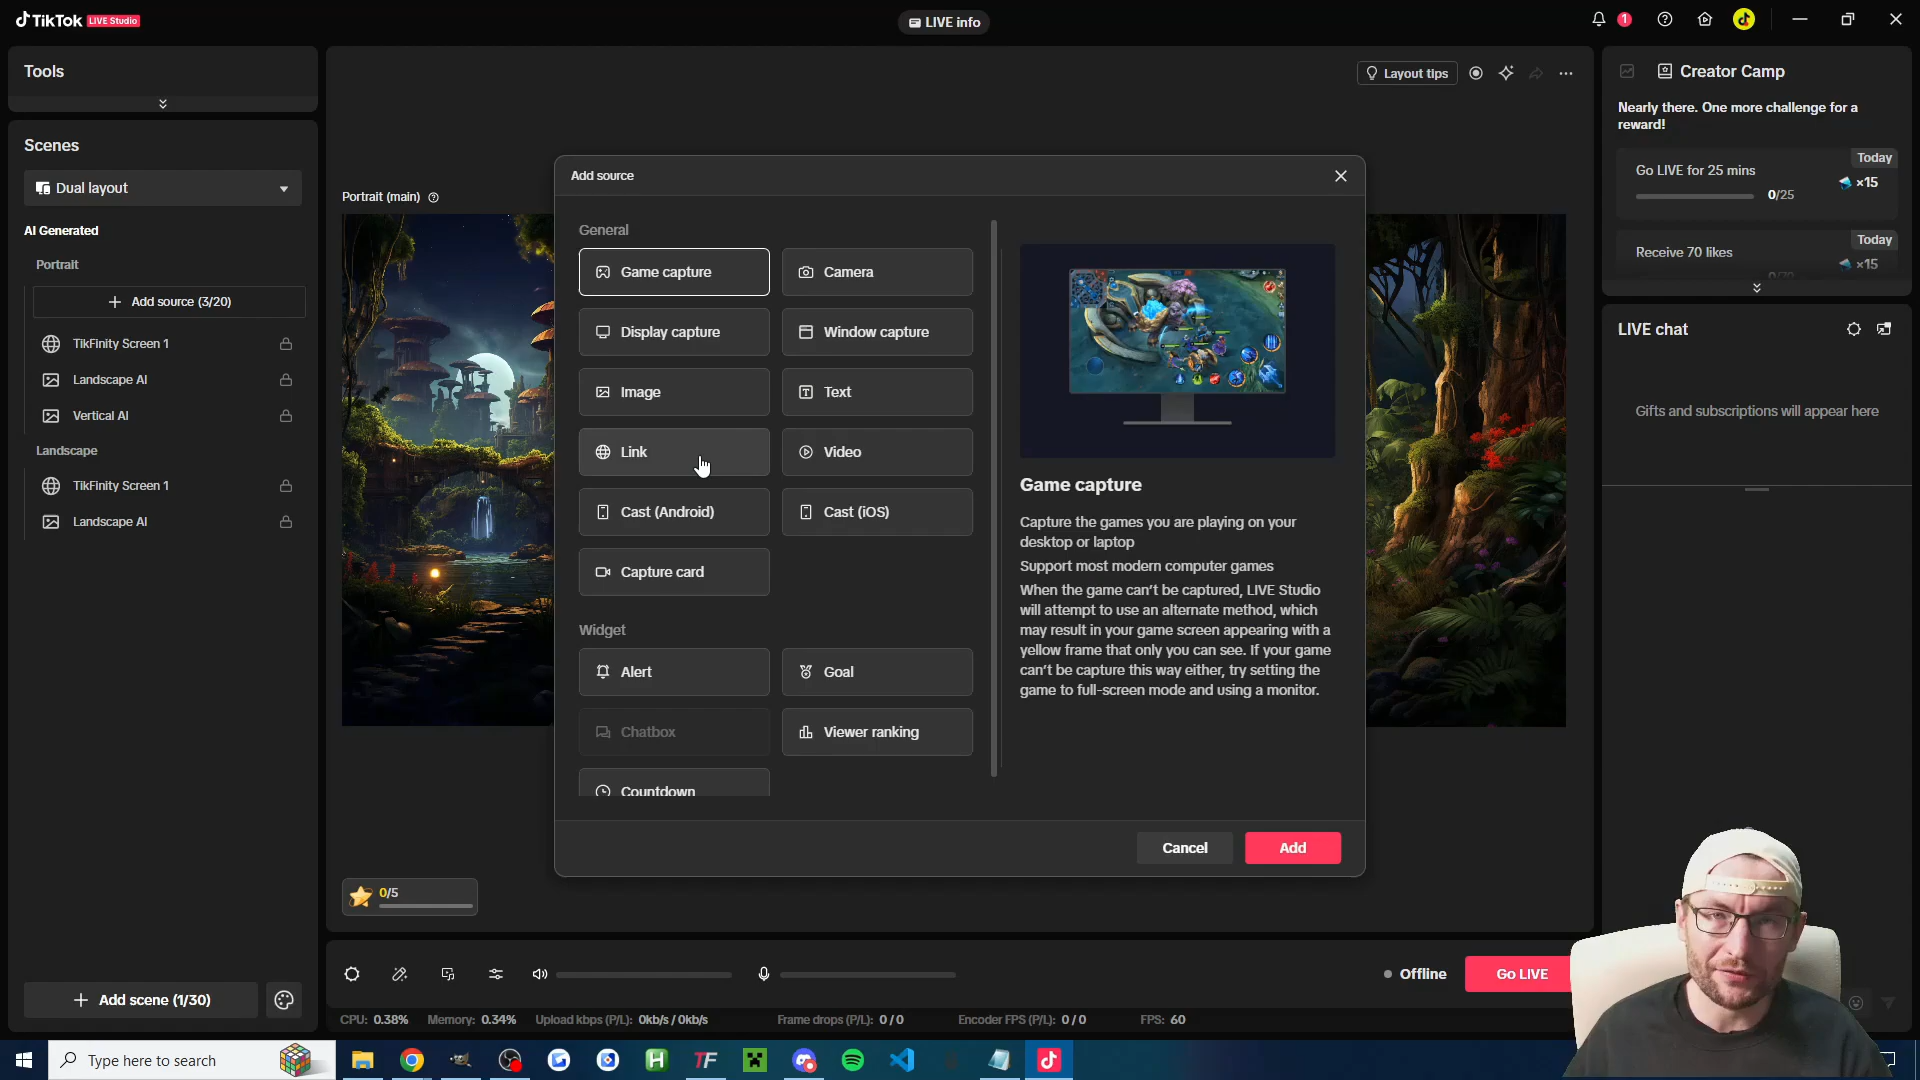 TikTok LIVE Studio
LIVE info
1
Tools
Scenes
Dual layout
AI Generated
Portrait
Add source (3/20)
TikFinity Screen 1
Landscape AI
Vertical AI
Landscape
TikFinity Screen 1
Landscape AI
Add scene (1/30)
Layout tips
Portrait (main)
Add source
General
Game capture
Camera
Display capture
Window capture
Image
Text
Link
Video
Cast (Android)
Cast (iOS)
Capture card
Widget
Alert
Goal
Chatbox
Viewer ranking
Countdown
Game capture
Capture the games you are playing on your
desktop or laptop
Support most modern computer games
When the game can't be captured, LIVE Studio
will attempt to use an alternate method, which
may result in your game screen appearing with a
yellow frame that only you can see. If your game
can't be capture this way either, try setting the
game to full-screen mode and using a monitor.
Cancel
Add
0/5
Offline
Go LIVE
CPU: 0.38%
Memory: 0.34%
Upload kbps (P/L): 0kb/s / 0kb/s
Frame drops (P/L): 0 / 0
Encoder FPS (P/L): 0 / 0
FPS: 60
Creator Camp
Nearly there. One more challenge for a
reward!
Today
Go LIVE for 25 mins
0/25
×15
Today
Receive 70 likes
0/70
×15
LIVE chat
Gifts and subscriptions will appear here
Type here to search
TF